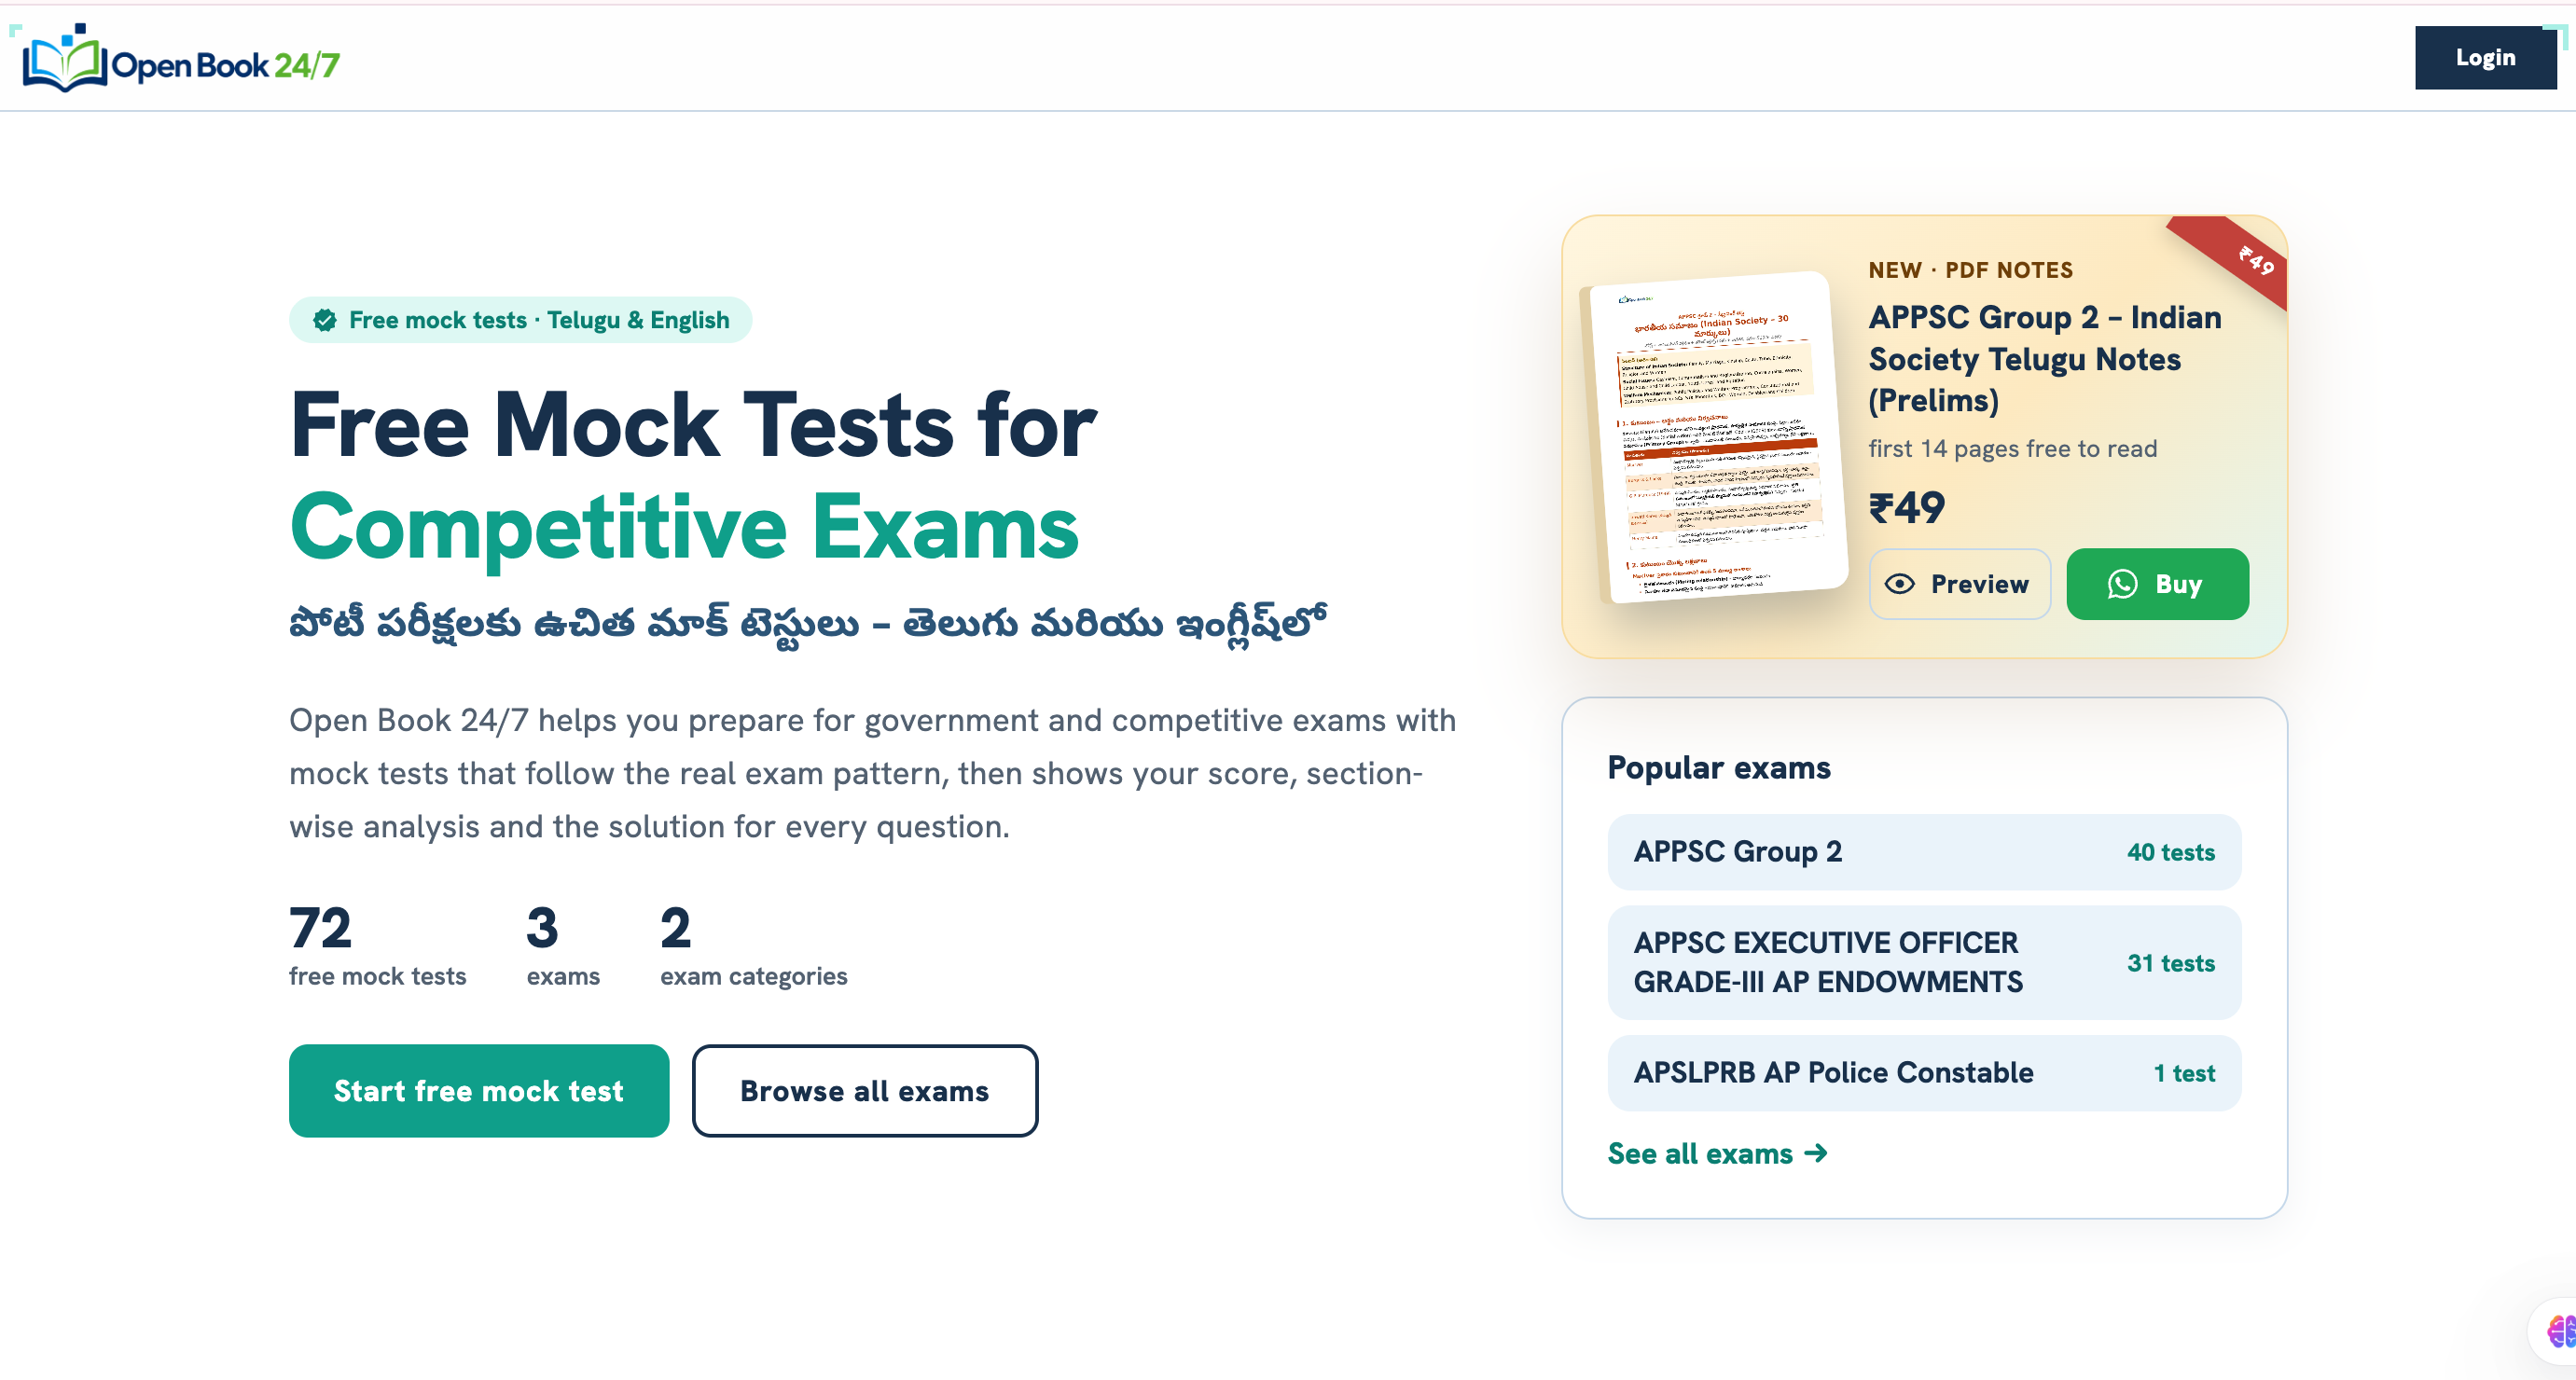 Open Book 24/7
Login
Free mock tests · Telugu & English
Free Mock Tests for
Competitive Exams
పోటీ పరీక్షలకు ఉచిత మాక్ టెస్టులు – తెలుగు మరియు ఇంగ్లీష్‌లో
Open Book 24/7 helps you prepare for government and competitive exams with
mock tests that follow the real exam pattern, then shows your score, section-
wise analysis and the solution for every question.
72
free mock tests
3
exams
2
exam categories
Start free mock test
Browse all exams
భారతీయ సమాజం (Indian Society – 30
మార్కులు)
₹49
NEW · PDF NOTES
APPSC Group 2 – Indian
Society Telugu Notes
(Prelims)
first 14 pages free to read
₹49
Preview
Buy
Popular exams
APPSC Group 2
40 tests
APPSC EXECUTIVE OFFICER
GRADE-III AP ENDOWMENTS
31 tests
APSLPRB AP Police Constable
1 test
See all exams →